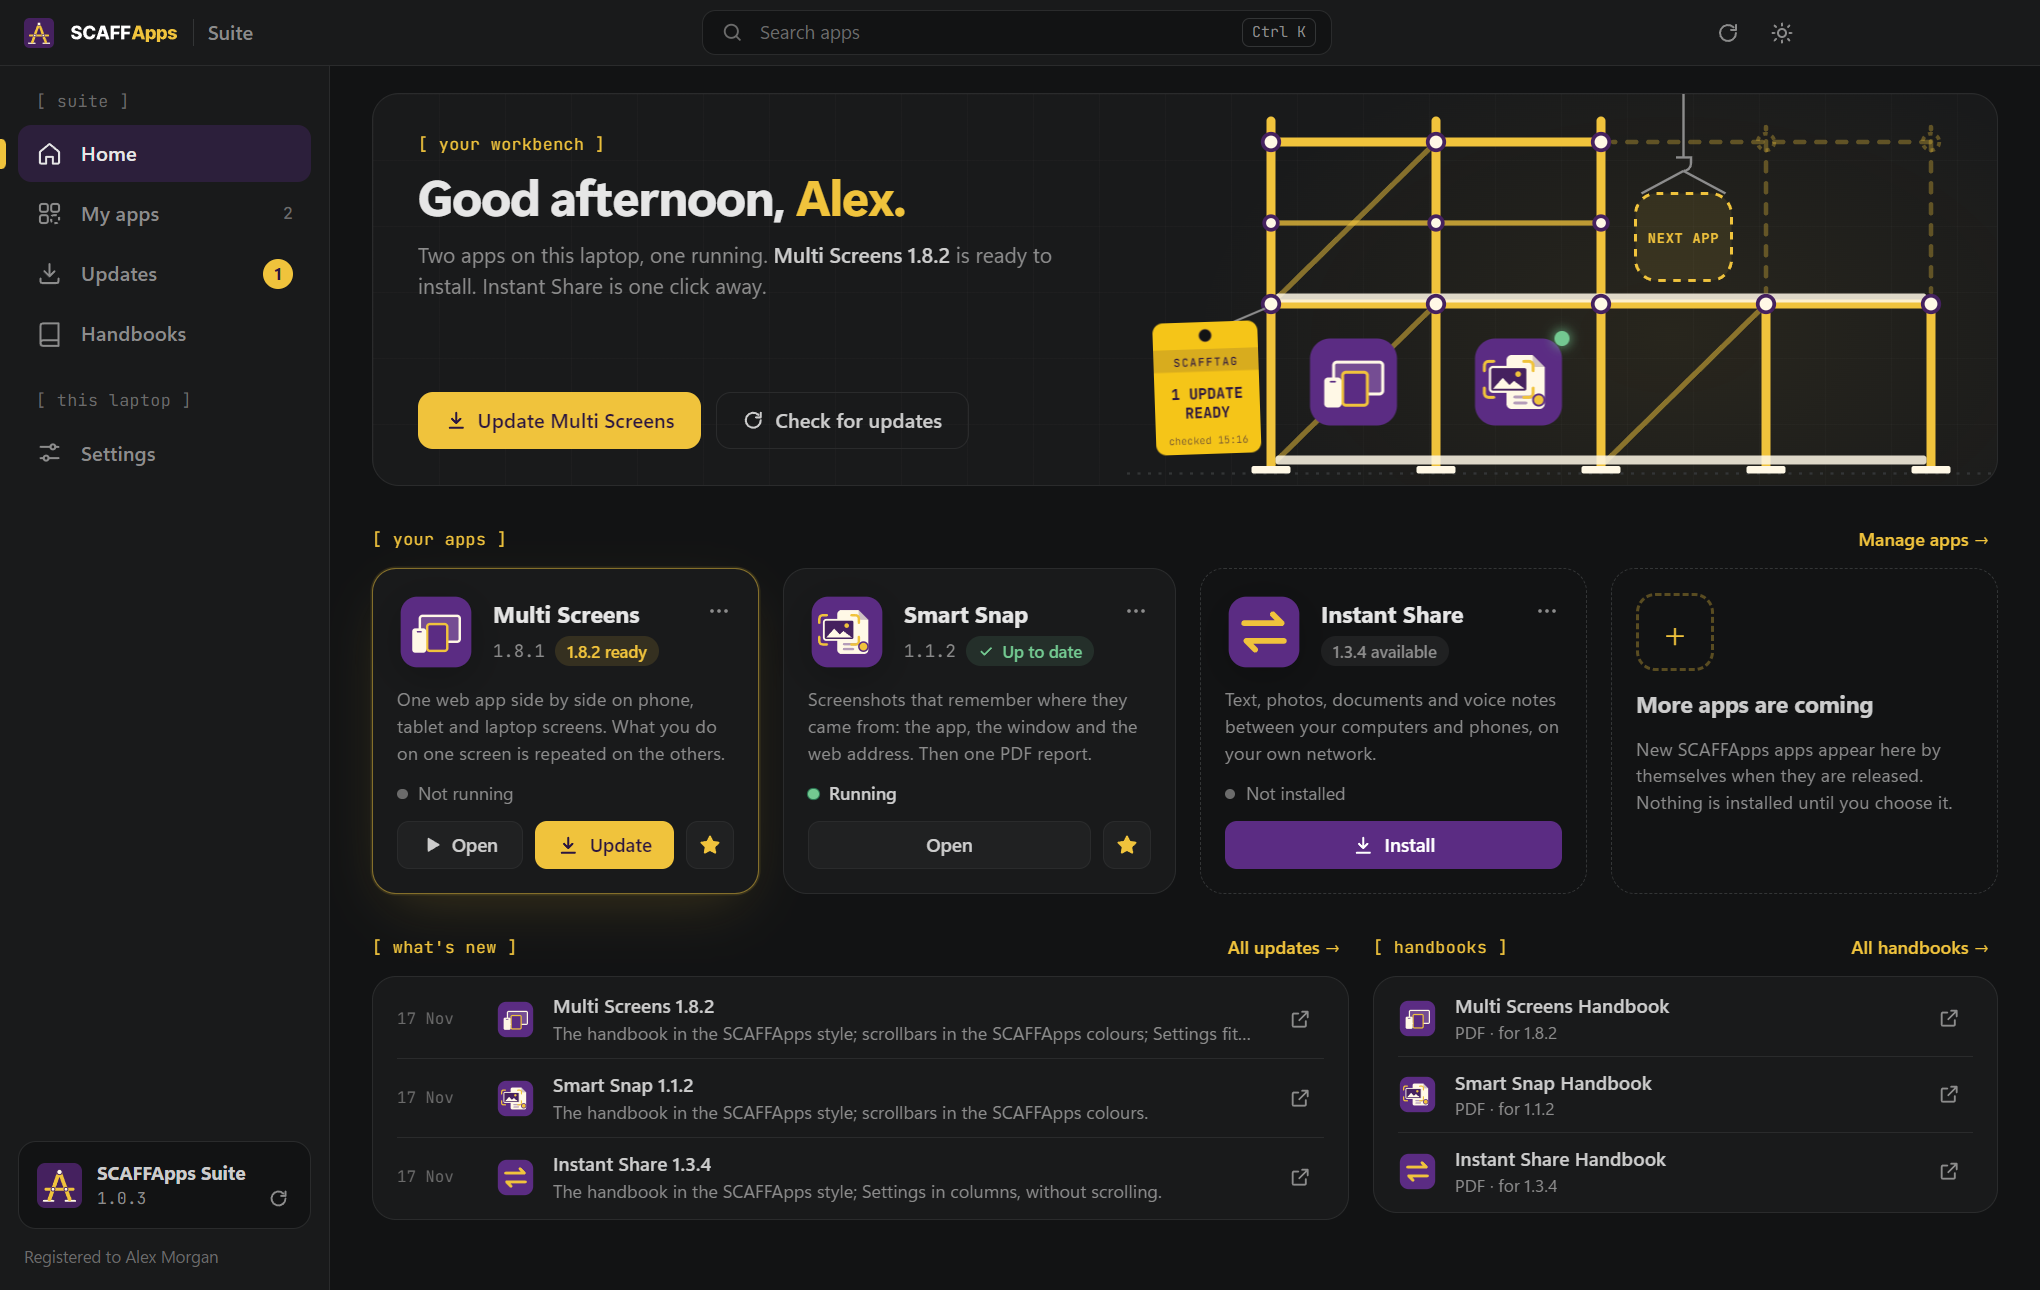 SCAFFApps Suite
Search apps
Ctrl K
[ suite ]
Home
My apps 2
Updates 1
Handbooks
[ this laptop ]
Settings
SCAFFApps Suite
1.0.3
Registered to Alex Morgan
[ your workbench ]
Good afternoon, Alex.
Two apps on this laptop, one running. Multi Screens 1.8.2 is ready to
install. Instant Share is one click away.
Update Multi Screens
Check for updates
SCAFFTAG
1 UPDATE
READY
checked 15:16
NEXT APP
[ your apps ]
Manage apps →
Multi Screens
1.8.1 1.8.2 ready
One web app side by side on phone,
tablet and laptop screens. What you do
on one screen is repeated on the others.
Not running
Open
Update
Smart Snap
1.1.2 Up to date
Screenshots that remember where they
came from: the app, the window and the
web address. Then one PDF report.
Running
Open
Instant Share
1.3.4 available
Text, photos, documents and voice notes
between your computers and phones, on
your own network.
Not installed
Install
More apps are coming
New SCAFFApps apps appear here by
themselves when they are released.
Nothing is installed until you choose it.
[ what's new ]
All updates →
17 Nov
Multi Screens 1.8.2
The handbook in the SCAFFApps style; scrollbars in the SCAFFApps colours; Settings fit...
17 Nov
Smart Snap 1.1.2
The handbook in the SCAFFApps style; scrollbars in the SCAFFApps colours.
17 Nov
Instant Share 1.3.4
The handbook in the SCAFFApps style; Settings in columns, without scrolling.
[ handbooks ]
All handbooks →
Multi Screens Handbook
PDF · for 1.8.2
Smart Snap Handbook
PDF · for 1.1.2
Instant Share Handbook
PDF · for 1.3.4